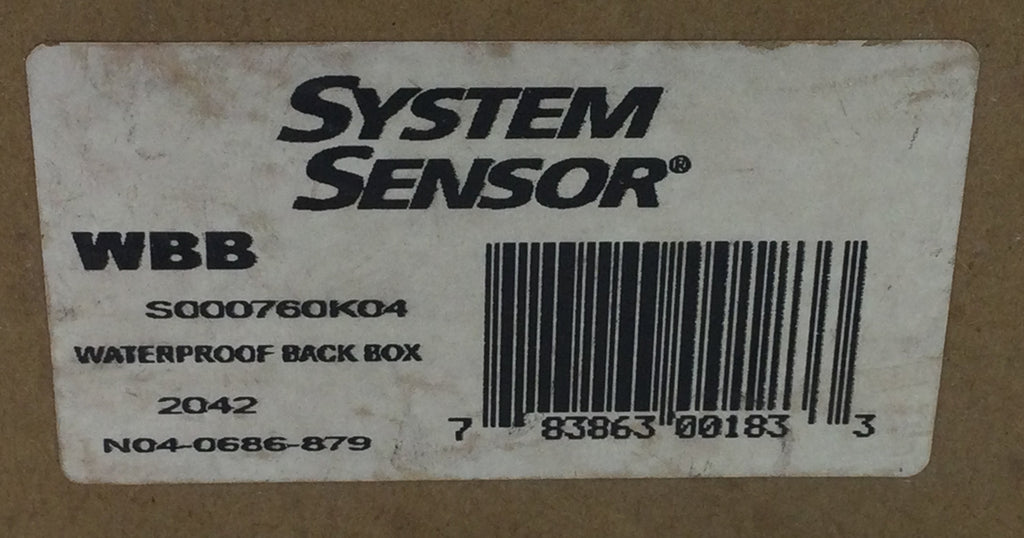 SYSTEM
SENSOR®
WBB
S000760K04
WATERPROOF BACK BOX
2042
N04-0686-879
7 83863 00183 3